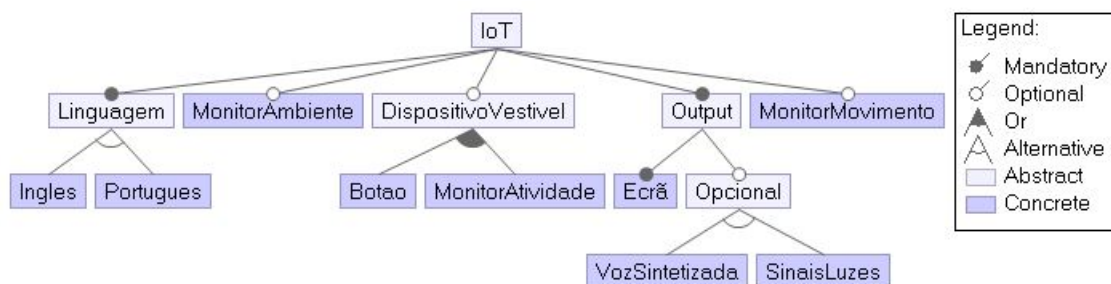 IoT
Linguagem
MonitorAmbiente
DispositivoVestivel
Output
MonitorMovimento
Ingles
Portugues
Botao
MonitorAtividade
Ecrã
Opcional
VozSintetizada
SinaisLuzes
Legend:
Mandatory
Optional
Or
Alternative
Abstract
Concrete